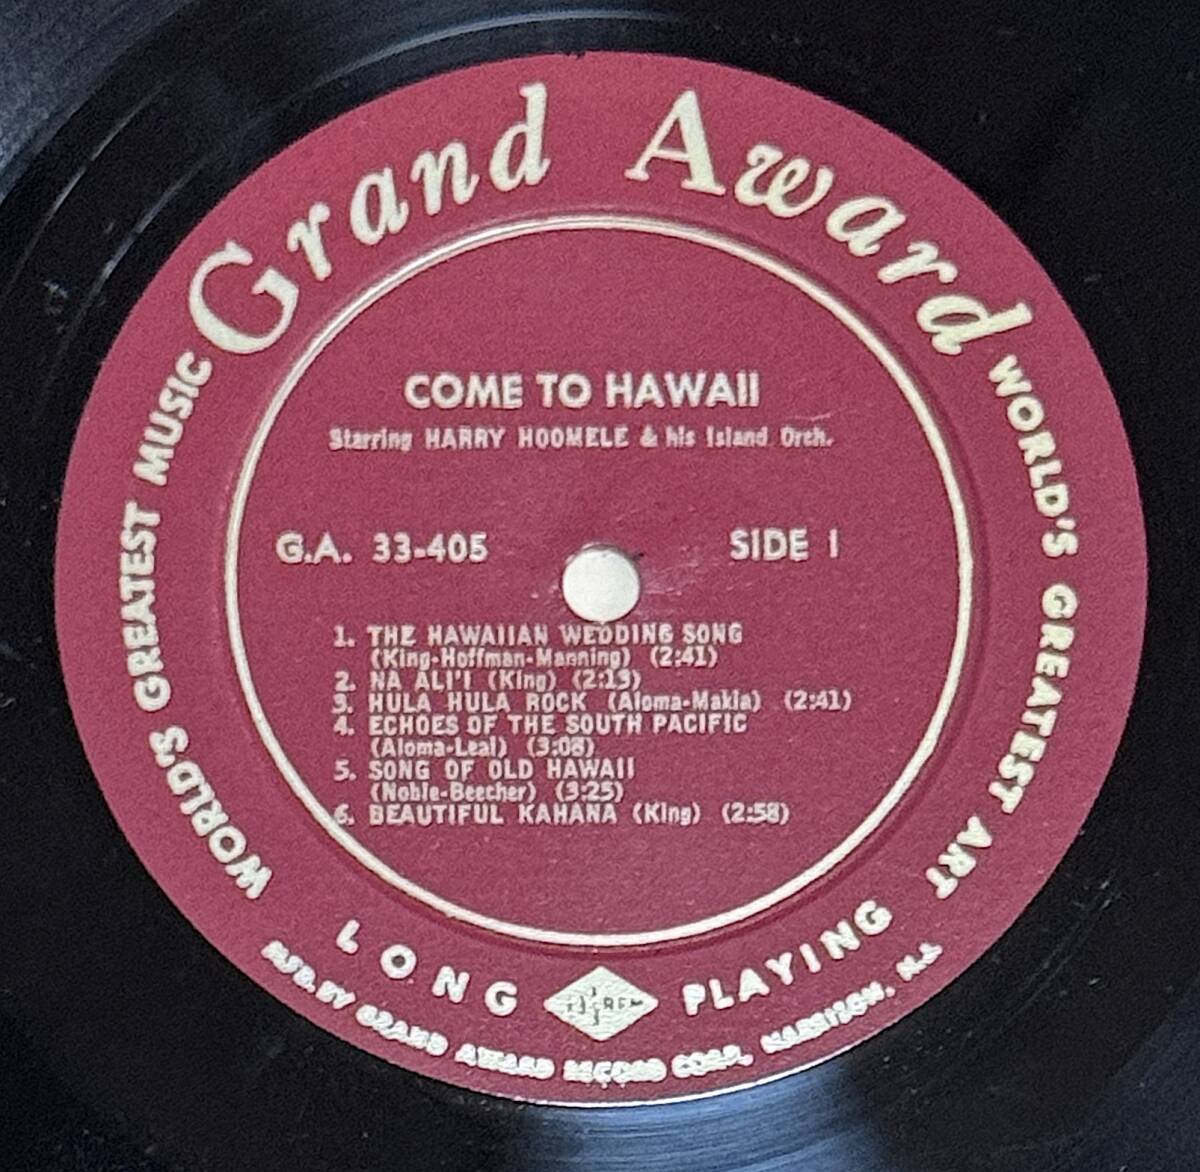 Grand Award
WORLD'S GREATEST MUSIC
WORLD'S GREATEST ART
COME TO HAWAII
Starring HARRY HOOMELE & his Island Orch.
G.A. 33-405
SIDE 1
1. THE HAWAIIAN WEDDING SONG
(King-Hoffman-Manning) (2:41)
2. NA ALI'I (King) (2:13)
3. HULA HULA ROCK (Aloma-Makia) (2:41)
4. ECHOES OF THE SOUTH PACIFIC
(Aloma-Leal) (3:08)
5. SONG OF OLD HAWAII
(Noble-Beecher) (3:25)
6. BEAUTIFUL KAHANA (King) (2:58)
LONG PLAYING
MFD. BY GRAND AWARD RECORD CORP. HARRISON, N.J.